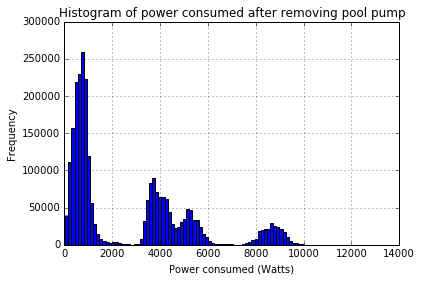 Histogram of power consumed after removing pool pump
300000
250000
200000
150000
100000
50000
0
Frequency
0 2000 4000 6000 8000 10000 12000 14000
Power consumed (Watts)